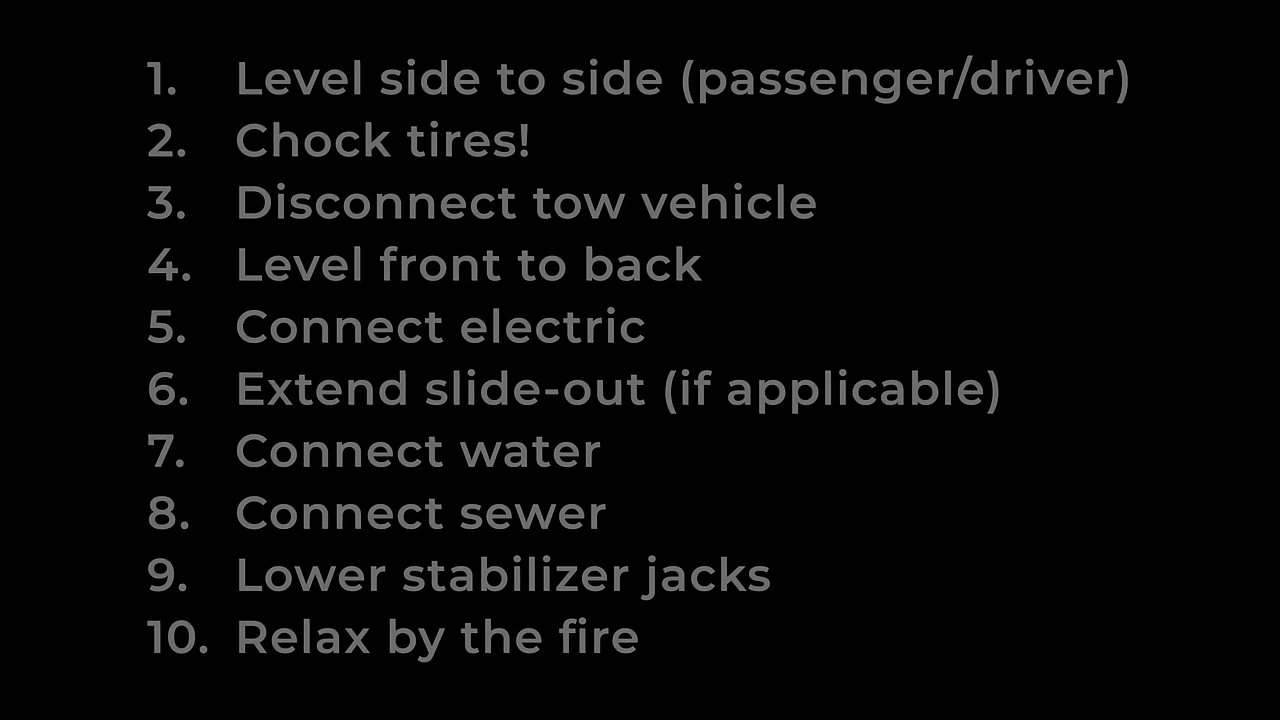 1. Level side to side (passenger/driver)
2. Chock tires!
3. Disconnect tow vehicle
4. Level front to back
5. Connect electric
6. Extend slide-out (if applicable)
7. Connect water
8. Connect sewer
9. Lower stabilizer jacks
10. Relax by the fire